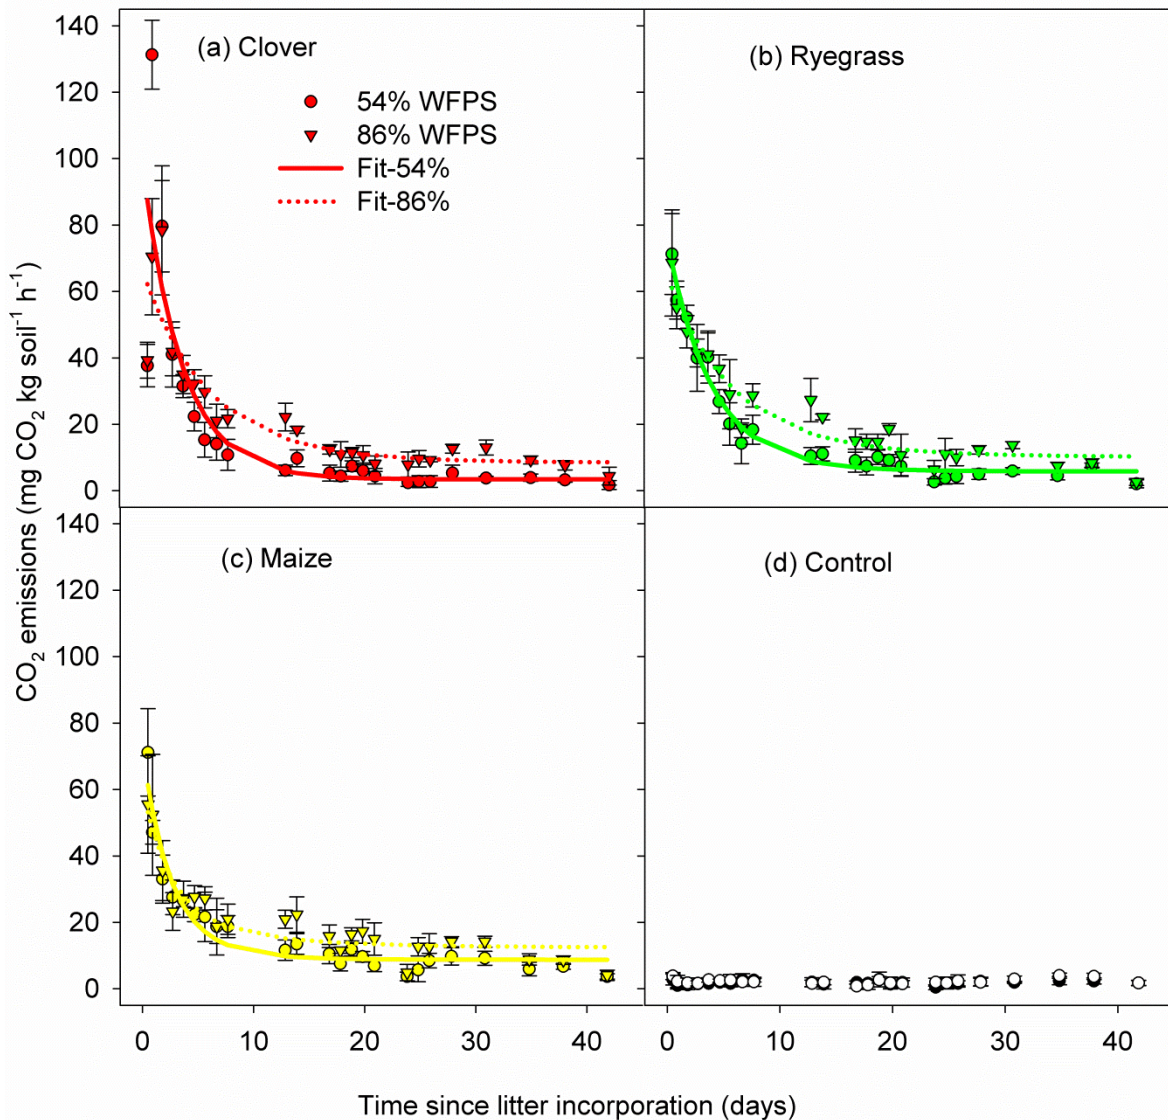 (a) Clover
54% WFPS
86% WFPS
Fit-54%
Fit-86%
(b) Ryegrass
(c) Maize
(d) Control
140
120
100
80
60
40
20
0
140
120
100
80
60
40
20
0
CO₂ emissions (mg CO₂ kg soil⁻¹ h⁻¹)
0 10 20 30 40 0 10 20 30 40
Time since litter incorporation (days)